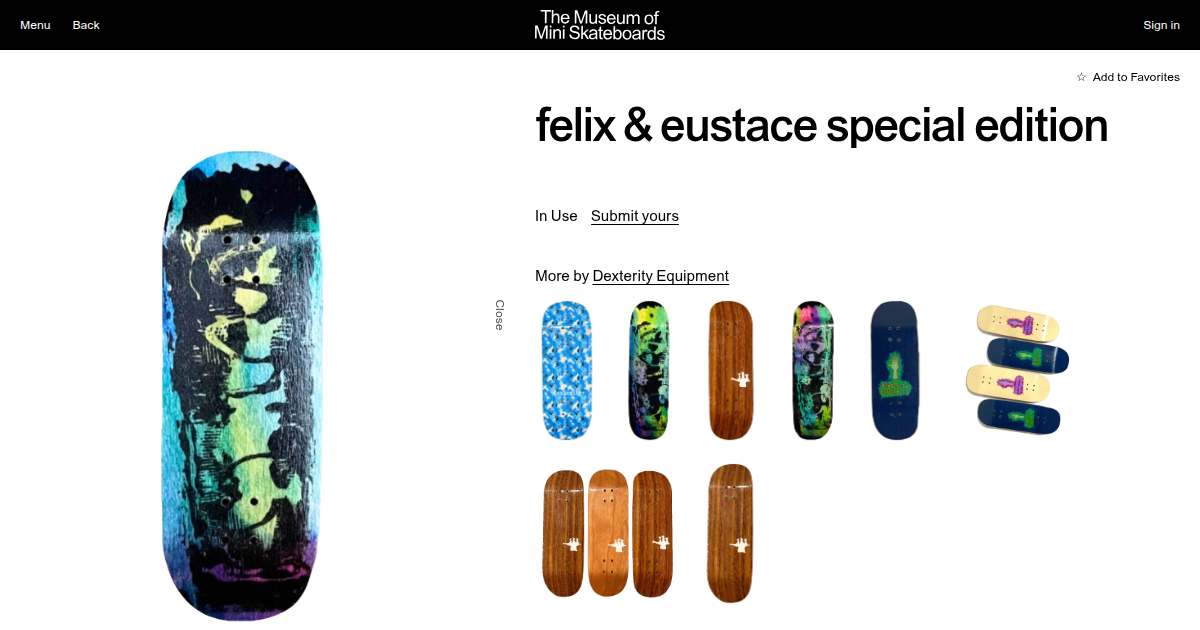 Menu
Back
The Museum of
Mini Skateboards
Sign in
☆ Add to Favorites
felix & eustace special edition
In Use Submit yours
More by Dexterity Equipment
Close